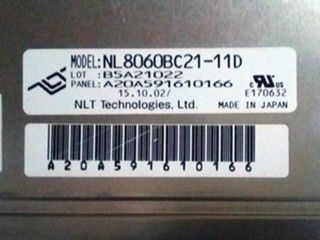 MODEL: NL8060BC21-11D
LOT : B5A21022
PANEL: A20A591610166
15.10.02/
E170632
NLT Technologies, Ltd. MADE IN JAPAN
A20A591610166